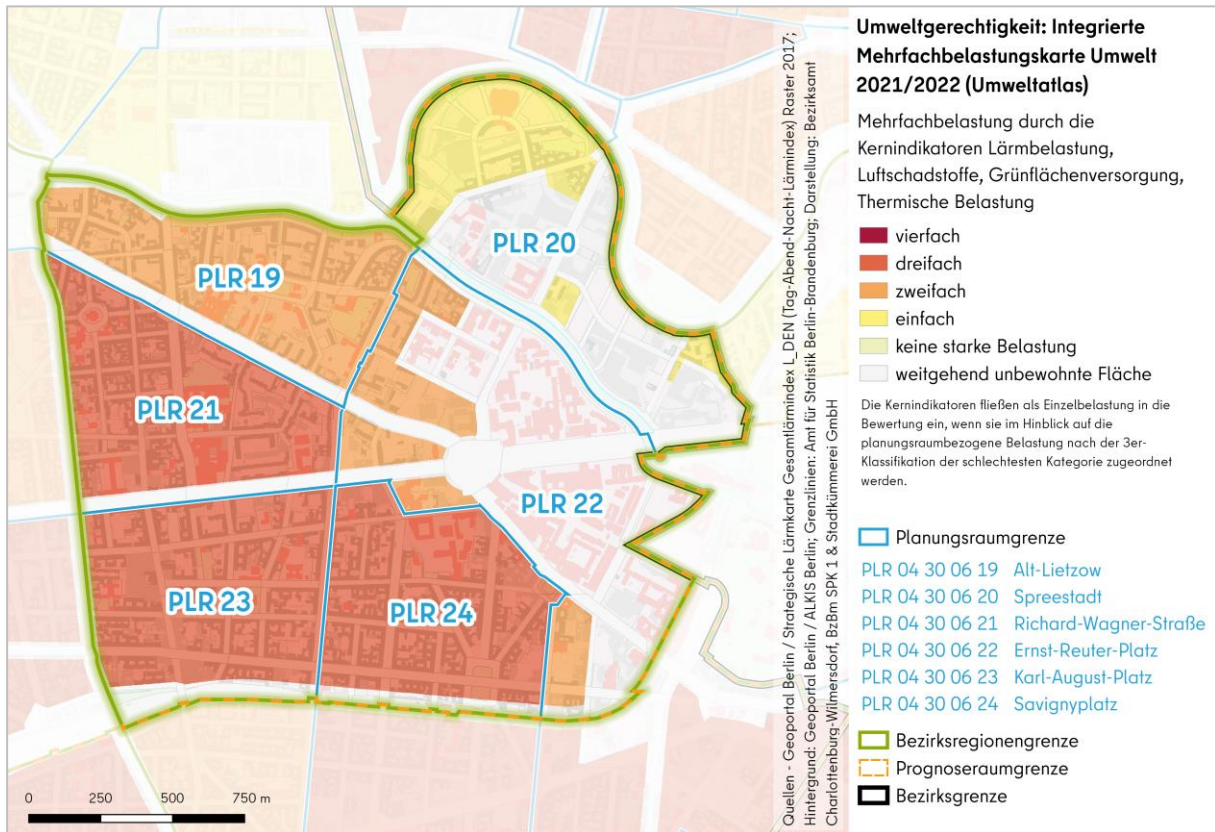 Umweltgerechtigkeit: Integrierte
Mehrfachbelastungskarte Umwelt
2021/2022 (Umweltatlas)
Mehrfachbelastung durch die
Kernindikatoren Lärmbelastung,
Luftschadstoffe, Grünflächenversorgung,
Thermische Belastung
vierfach
dreifach
zweifach
einfach
keine starke Belastung
weitgehend unbewohnte Fläche
Die Kernindikatoren fließen als Einzelbelastung in die
Bewertung ein, wenn sie im Hinblick auf die
planungsraumbezogene Belastung nach der 3er-
Klassifikation der schlechtesten Kategorie zugeordnet
werden.
Planungsraumgrenze
PLR 04 30 06 19 Alt-Lietzow
PLR 04 30 06 20 Spreestadt
PLR 04 30 06 21 Richard-Wagner-Straße
PLR 04 30 06 22 Ernst-Reuter-Platz
PLR 04 30 06 23 Karl-August-Platz
PLR 04 30 06 24 Savignyplatz
Bezirksregionengrenze
Prognoseraumgrenze
Bezirksgrenze
PLR 20
PLR 19
PLR 21
PLR 22
PLR 23
PLR 24
0 250 500 750 m
Quellen - Geoportal Berlin / Strategische Lärmkarte Gesamtlärmindex L_DEN (Tag-Abend-Nacht-Lärmindex) Raster 2017;
Hintergrund: Geoportal Berlin / ALKIS Berlin; Grenzlinien: Amt für Statistik Berlin-Brandenburg; Darstellung: Bezirksamt
Charlottenburg-Wilmersdorf, BzBm SPK 1 & Stadtkümmerei GmbH